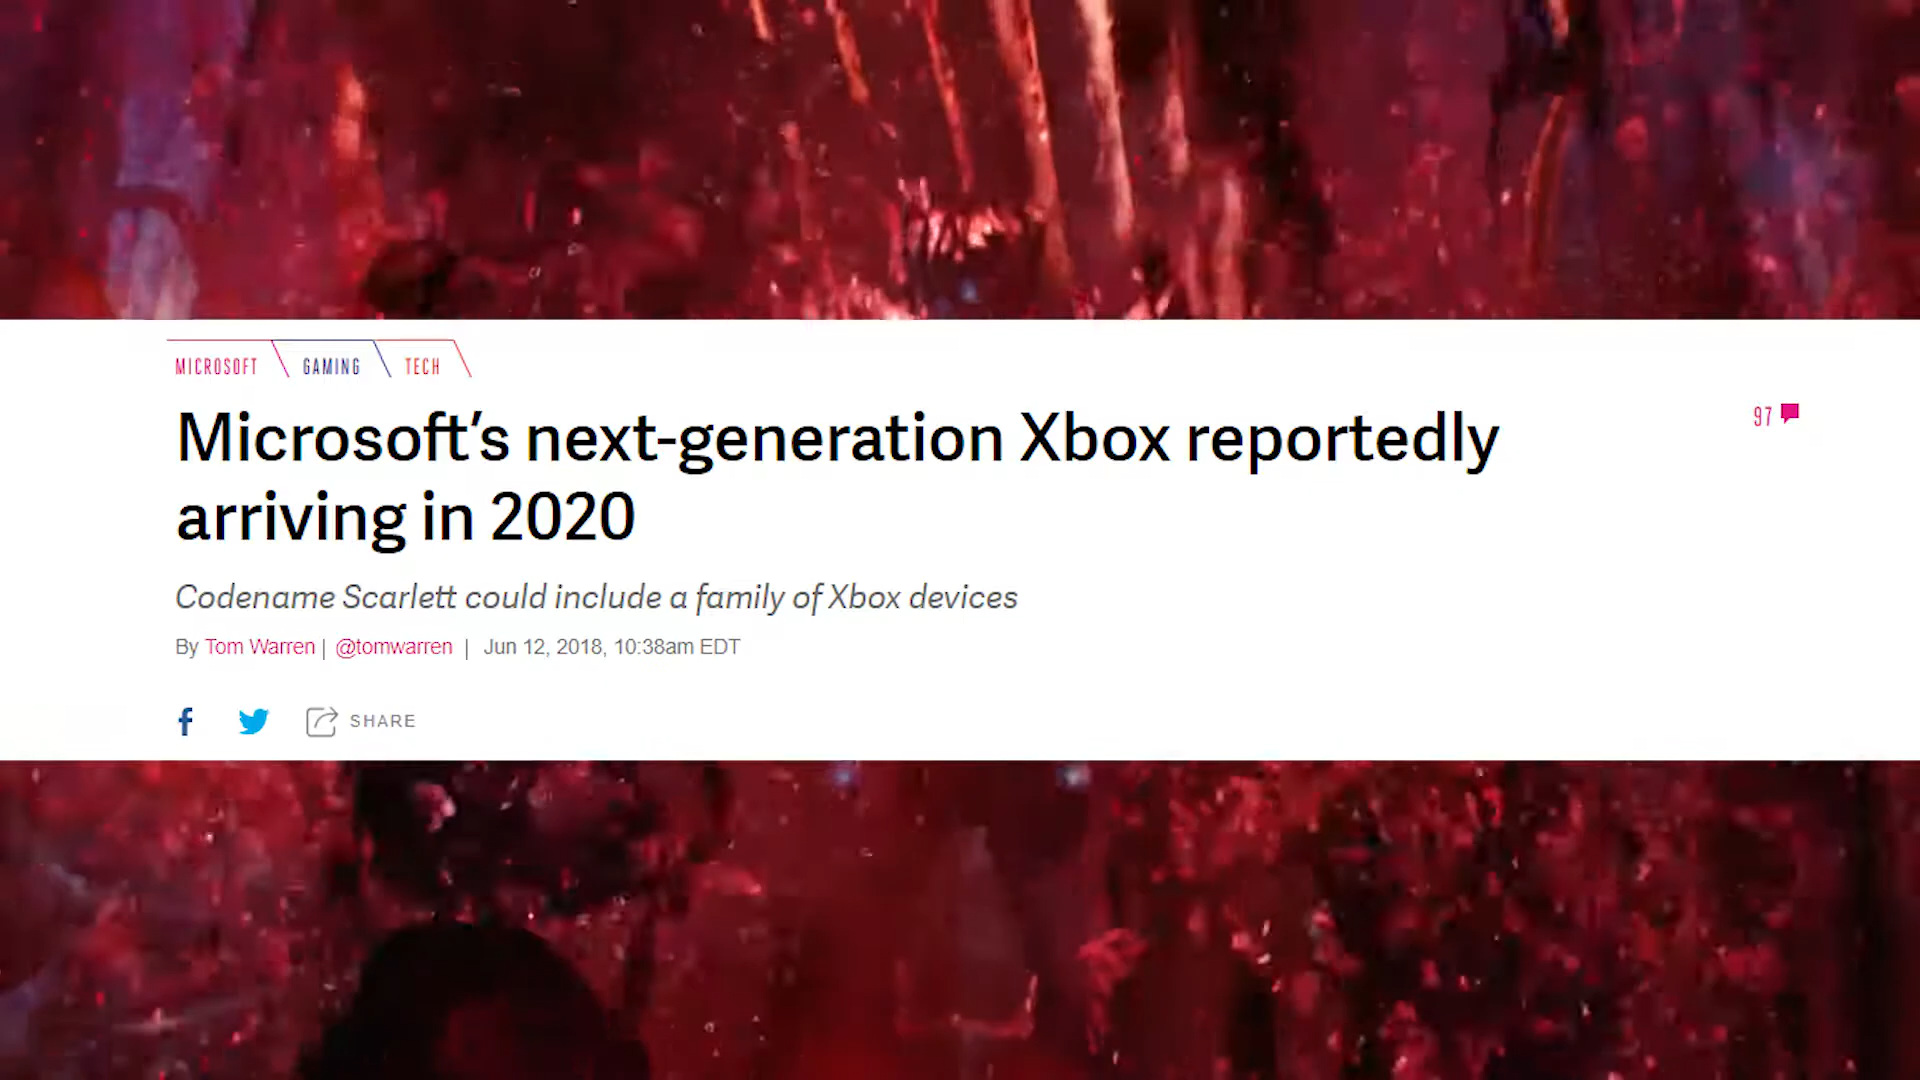 MICROSOFT GAMING TECH
Microsoft's next-generation Xbox reportedly
arriving in 2020
97
Codename Scarlett could include a family of Xbox devices
By Tom Warren | @tomwarren | Jun 12, 2018, 10:38am EDT
SHARE